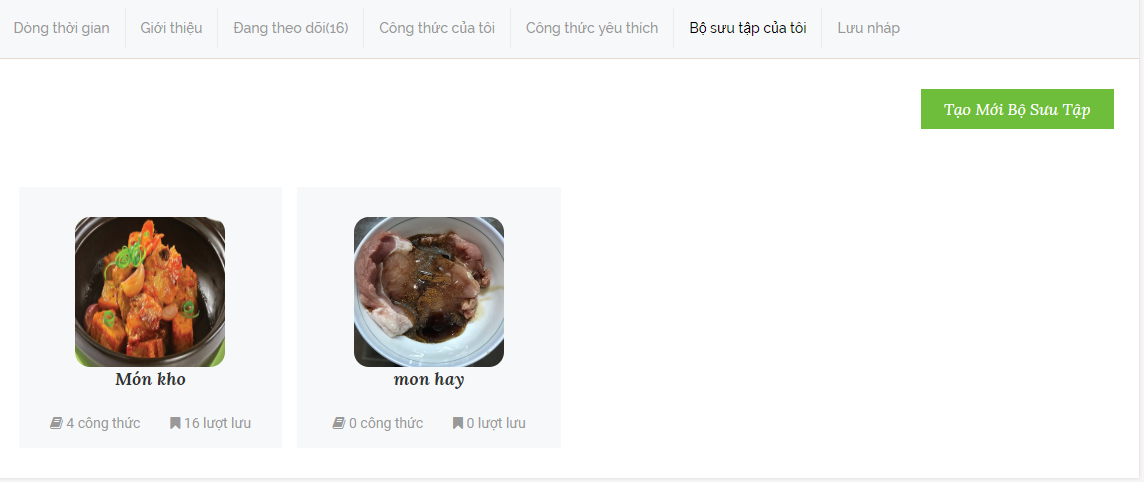 Dòng thời gian Giới thiệu Đang theo dõi(16) Công thức của tôi Công thức yêu thích Bộ sưu tập của tôi Lưu nháp
Tạo Mới Bộ Sưu Tập
Món kho
4 công thức 16 lượt lưu
mon hay
0 công thức 0 lượt lưu